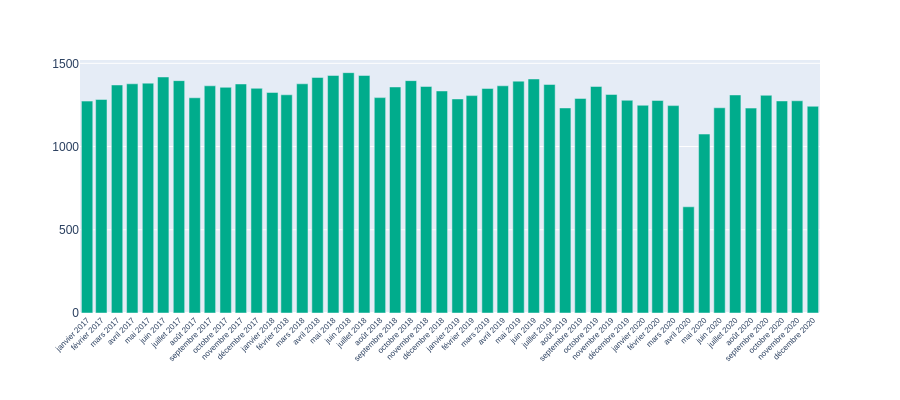 1500
1000
500
0
janvier 2017
février 2017
mars 2017
avril 2017
mai 2017
juin 2017
juillet 2017
août 2017
septembre 2017
octobre 2017
novembre 2017
décembre 2017
janvier 2018
février 2018
mars 2018
avril 2018
mai 2018
juin 2018
juillet 2018
août 2018
septembre 2018
octobre 2018
novembre 2018
décembre 2018
janvier 2019
février 2019
mars 2019
avril 2019
mai 2019
juin 2019
juillet 2019
août 2019
septembre 2019
octobre 2019
novembre 2019
décembre 2019
janvier 2020
février 2020
mars 2020
avril 2020
mai 2020
juin 2020
juillet 2020
août 2020
septembre 2020
octobre 2020
novembre 2020
décembre 2020